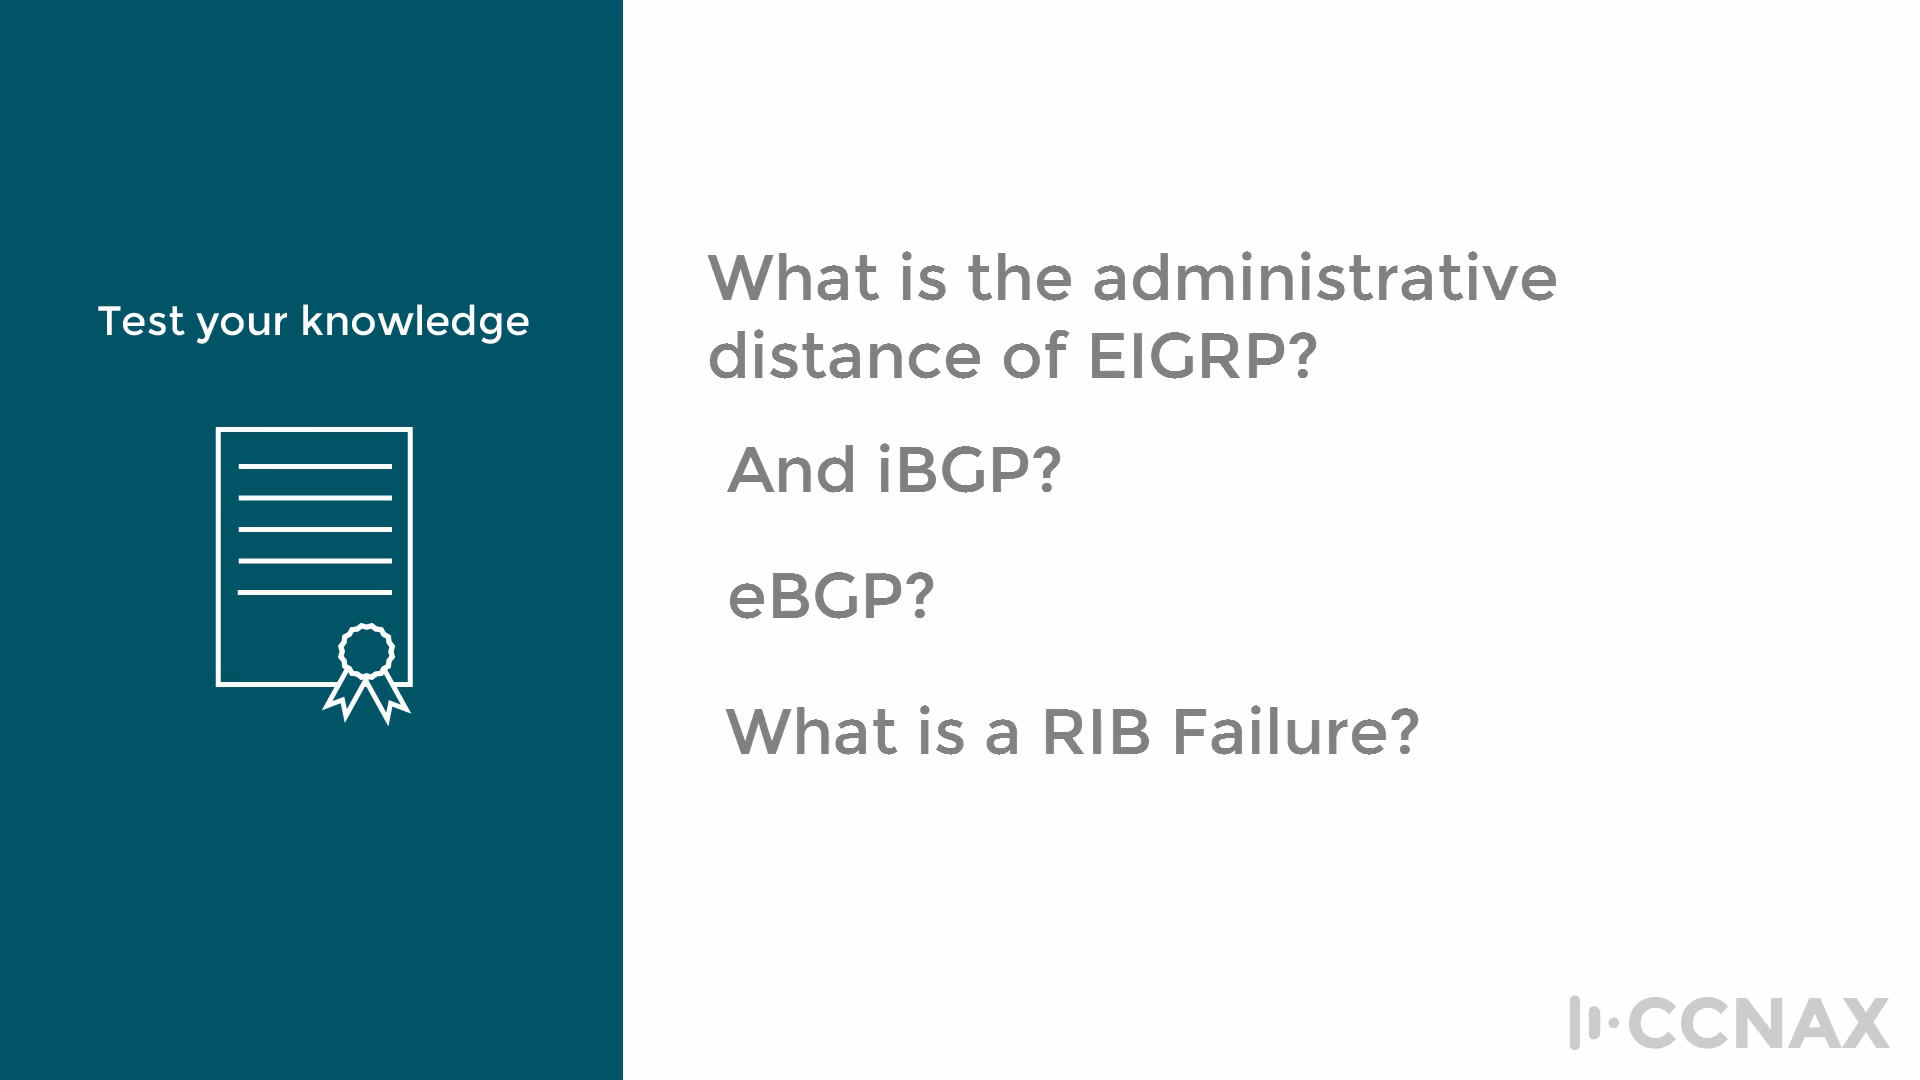 Test your knowledge
What is the administrative
distance of EIGRP?
And iBGP?
eBGP?
What is a RIB Failure?
CCNAX